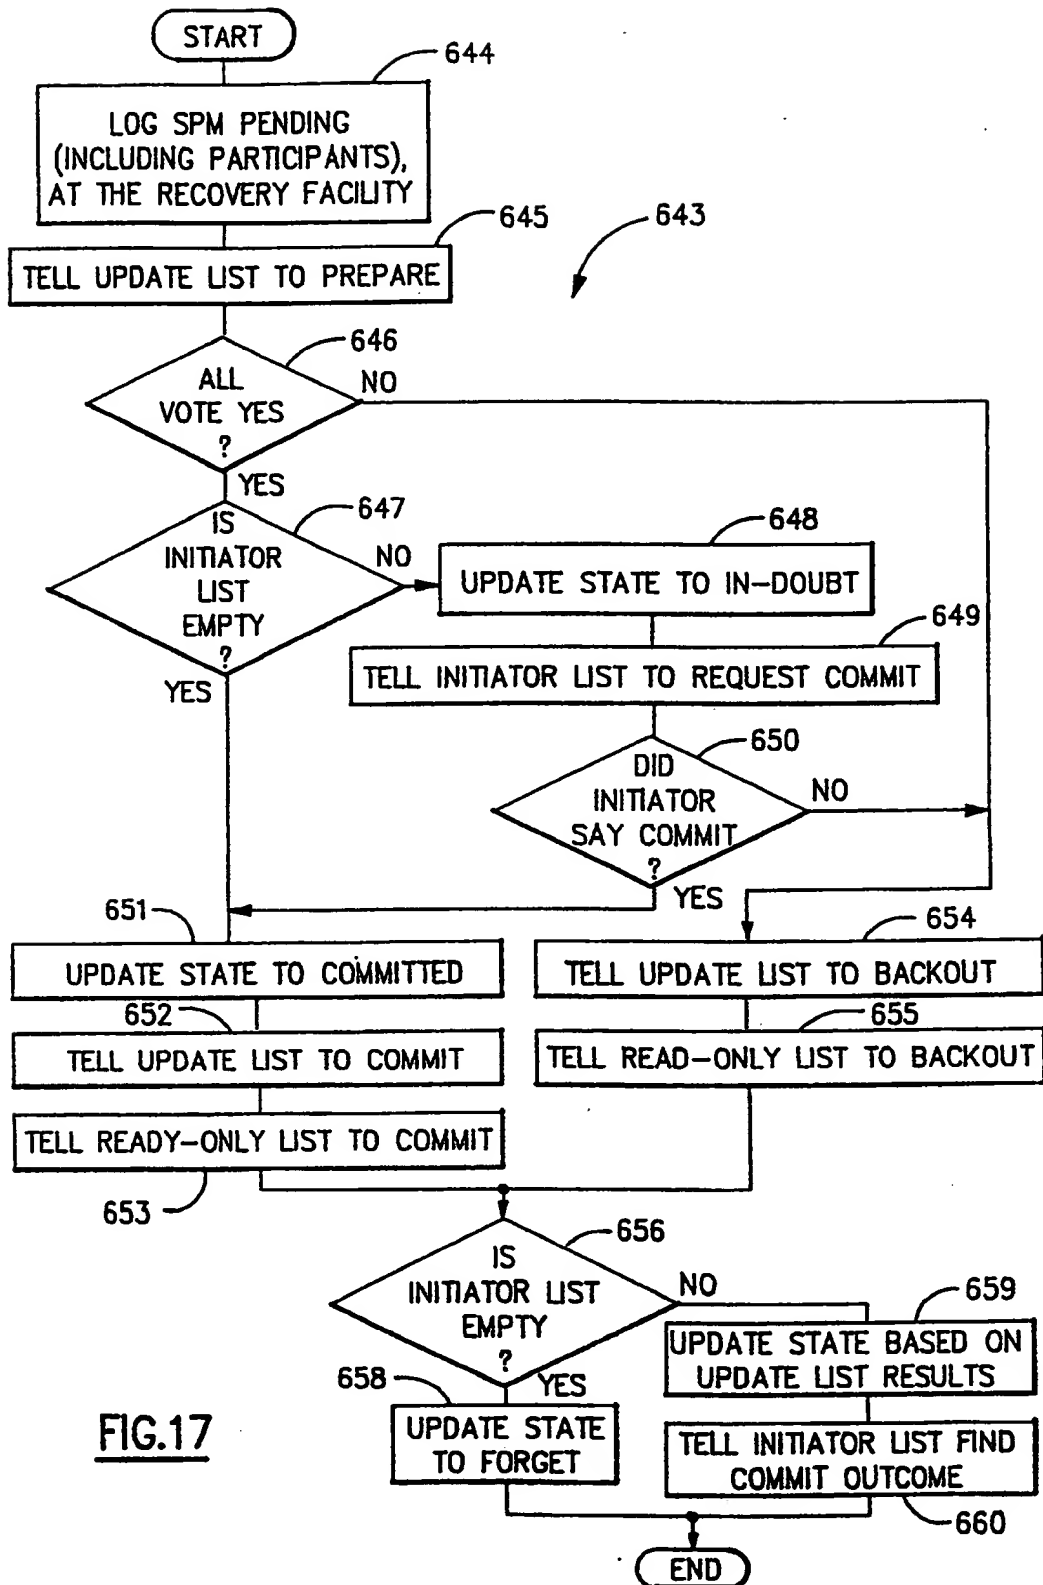 START
644
LOG SPM PENDING
(INCLUDING PARTICIPANTS),
AT THE RECOVERY FACILITY
645
643
TELL UPDATE LIST TO PREPARE
646
ALL
VOTE YES
?
NO
YES
647
IS
INITIATOR
LIST
EMPTY
?
NO
YES
648
UPDATE STATE TO IN-DOUBT
649
TELL INITIATOR LIST TO REQUEST COMMIT
650
DID
INITIATOR
SAY COMMIT
?
NO
YES
651
UPDATE STATE TO COMMITTED
654
TELL UPDATE LIST TO BACKOUT
652
TELL UPDATE LIST TO COMMIT
655
TELL READ-ONLY LIST TO BACKOUT
TELL READY-ONLY LIST TO COMMIT
653
656
IS
INITIATOR LIST
EMPTY
?
NO
YES
659
UPDATE STATE BASED ON
UPDATE LIST RESULTS
658
UPDATE STATE
TO FORGET
TELL INITIATOR LIST FIND
COMMIT OUTCOME
660
FIG.17
END